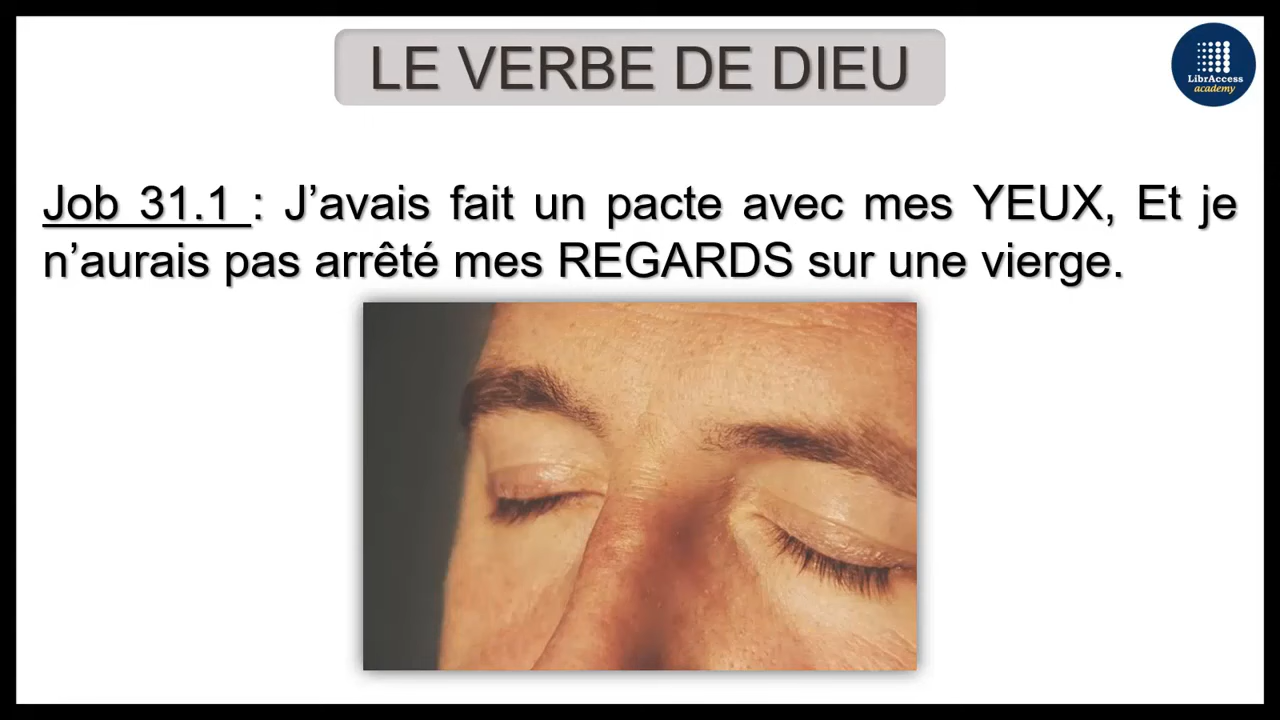 LE VERBE DE DIEU
LibrAccess
academy
Job 31.1 : J’avais fait un pacte avec mes YEUX, Et je
n’aurais pas arrêté mes REGARDS sur une vierge.